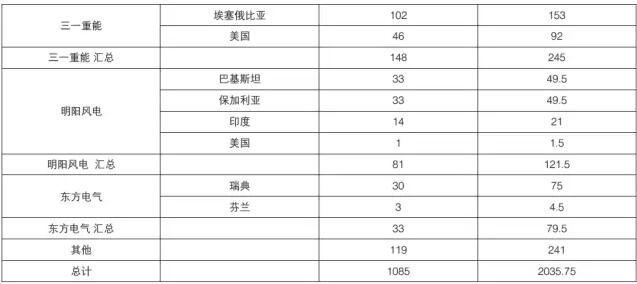 三一重能 埃塞俄比亚 102 153
美国 46 92
三一重能 汇总 148 245
明阳风电 巴基斯坦 33 49.5
保加利亚 33 49.5
印度 14 21
美国 1 1.5
明阳风电 汇总 81 121.5
东方电气 瑞典 30 75
芬兰 3 4.5
东方电气 汇总 33 79.5
其他 119 241
总计 1085 2035.75